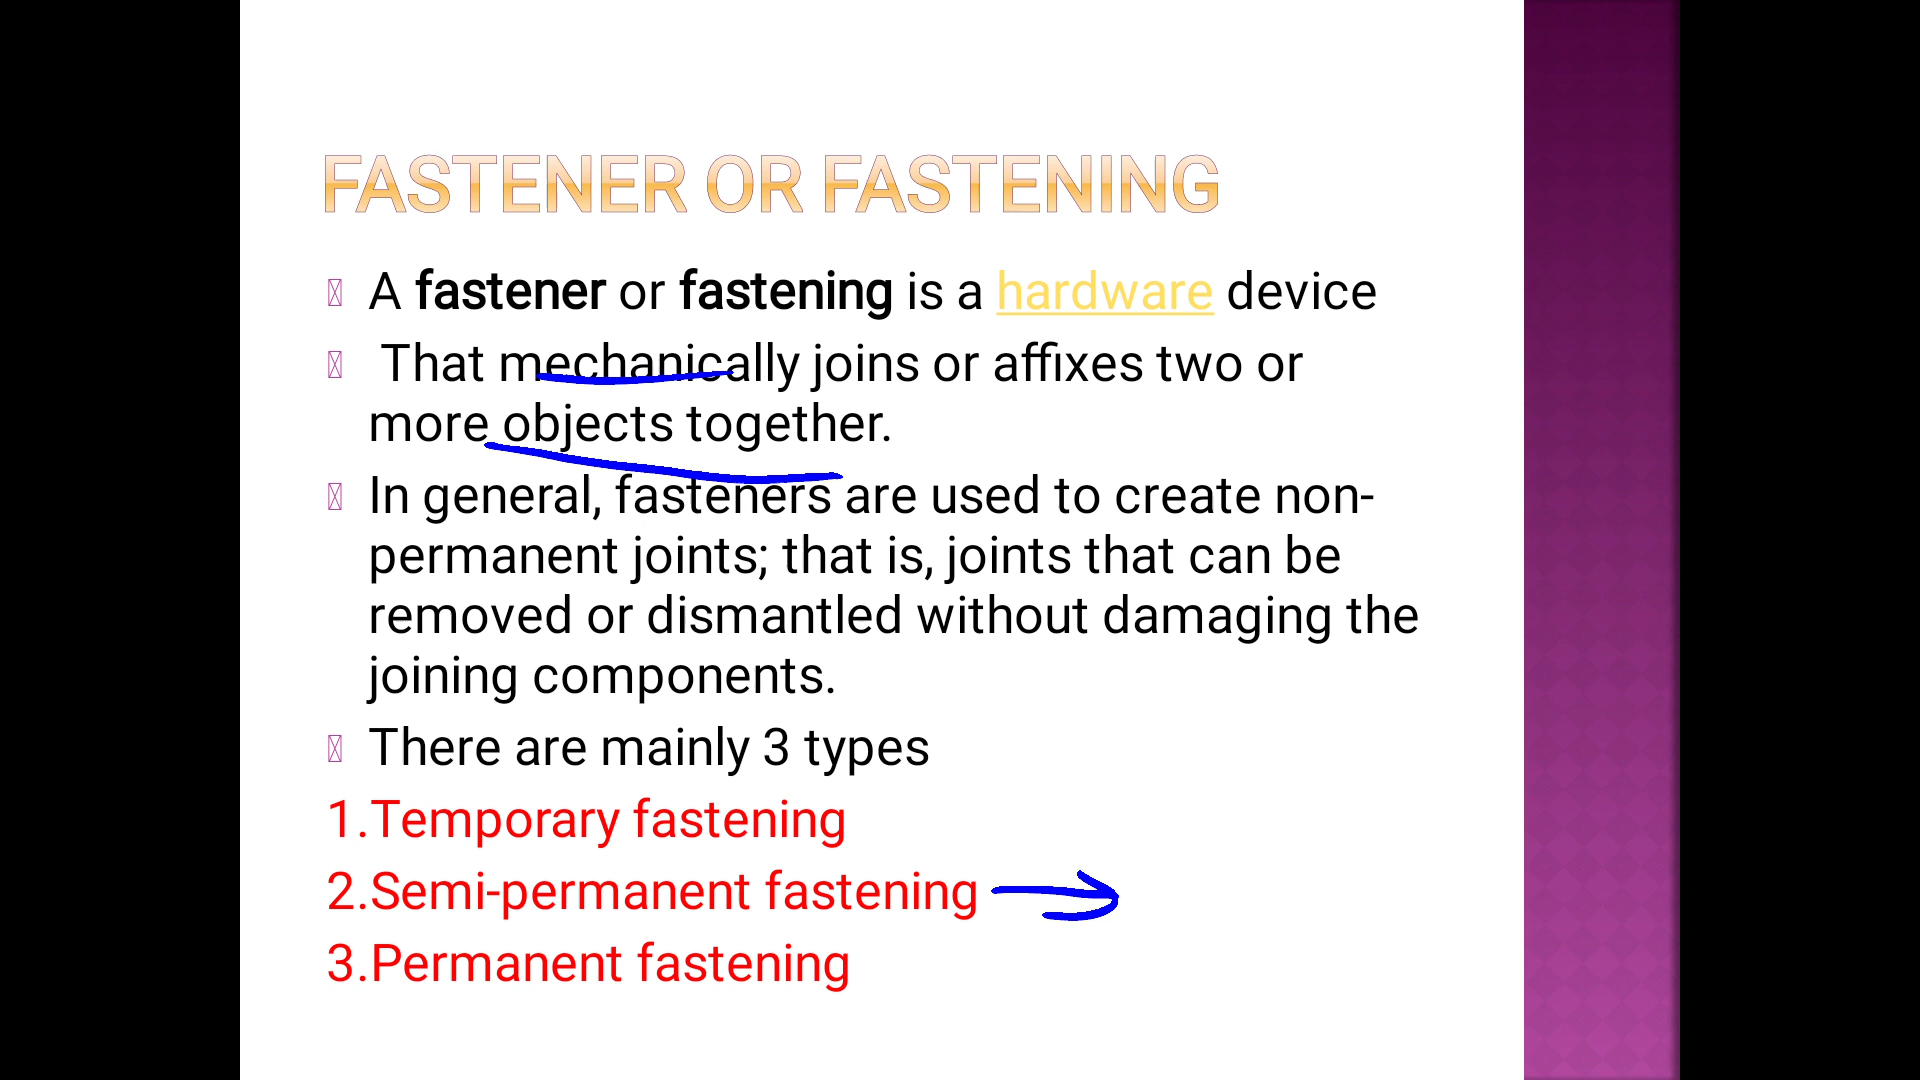 FASTENER OR FASTENING
A fastener or fastening is a hardware device
That mechanically joins or affixes two or
more objects together.
In general, fasteners are used to create non-
permanent joints; that is, joints that can be
removed or dismantled without damaging the
joining components.
There are mainly 3 types
1.Temporary fastening
2.Semi-permanent fastening
3.Permanent fastening